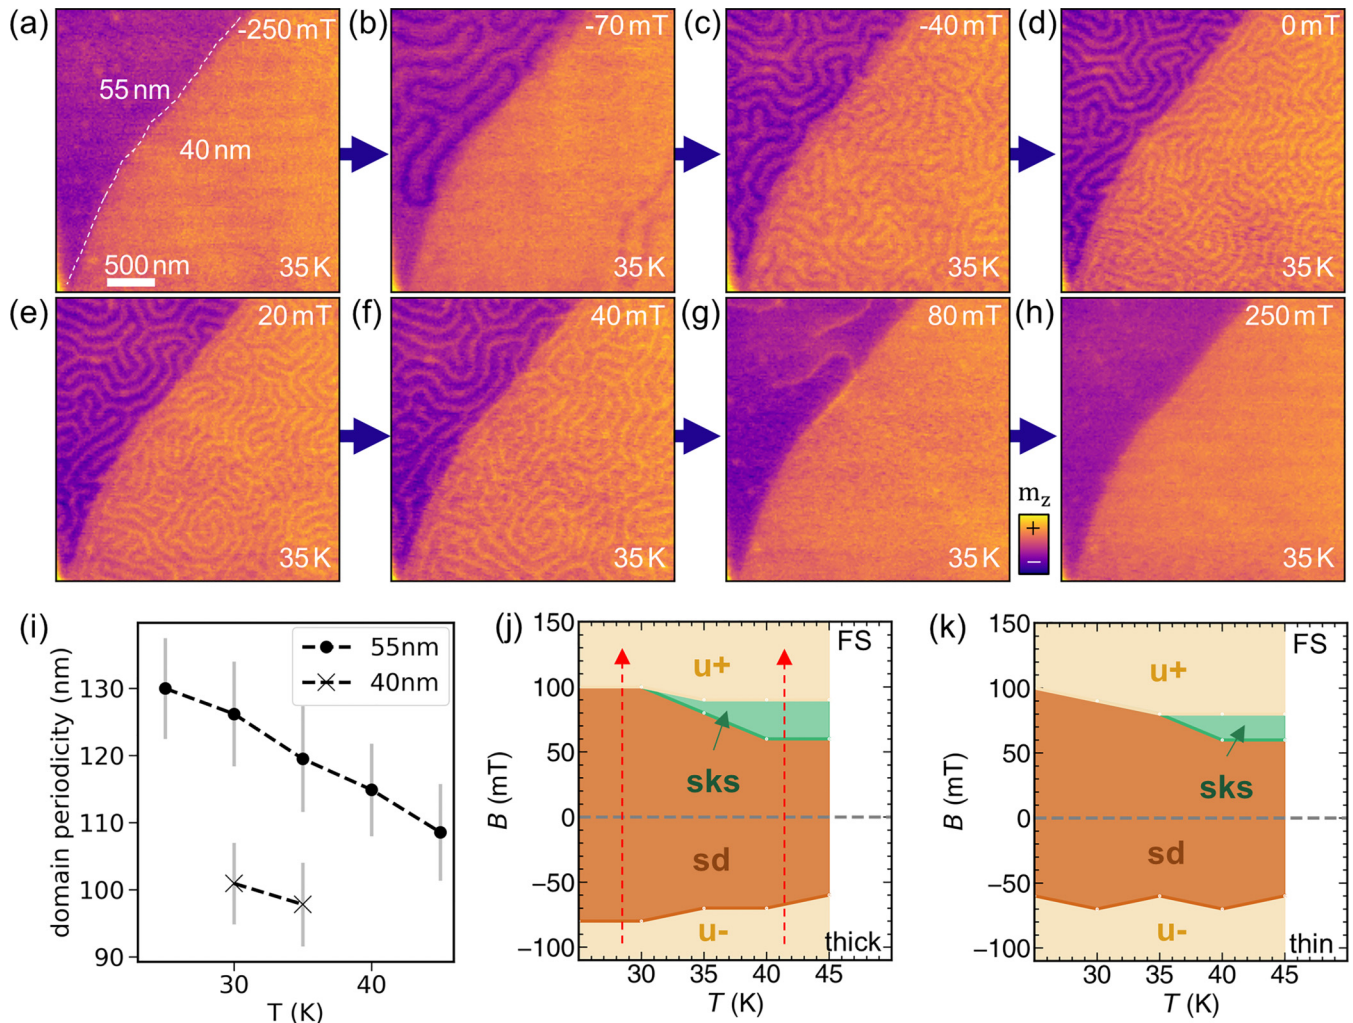 (a)
-250 mT
55 nm
40 nm
500 nm
35 K
(b)
-70 mT
35 K
(c)
-40 mT
35 K
(d)
0 mT
35 K
(e)
20 mT
35 K
(f)
40 mT
35 K
(g)
80 mT
35 K
(h)
250 mT
mz
+
−
35 K
(i)
55nm
40nm
domain periodicity (nm)
130
120
110
100
90
30
40
T (K)
(j)
150
100
50
0
−50
−100
B (mT)
FS
u+
sks
sd
u-
thick
30
35
40
45
T (K)
(k)
150
100
50
0
−50
−100
B (mT)
FS
u+
sks
sd
u-
thin
30
35
40
45
T (K)